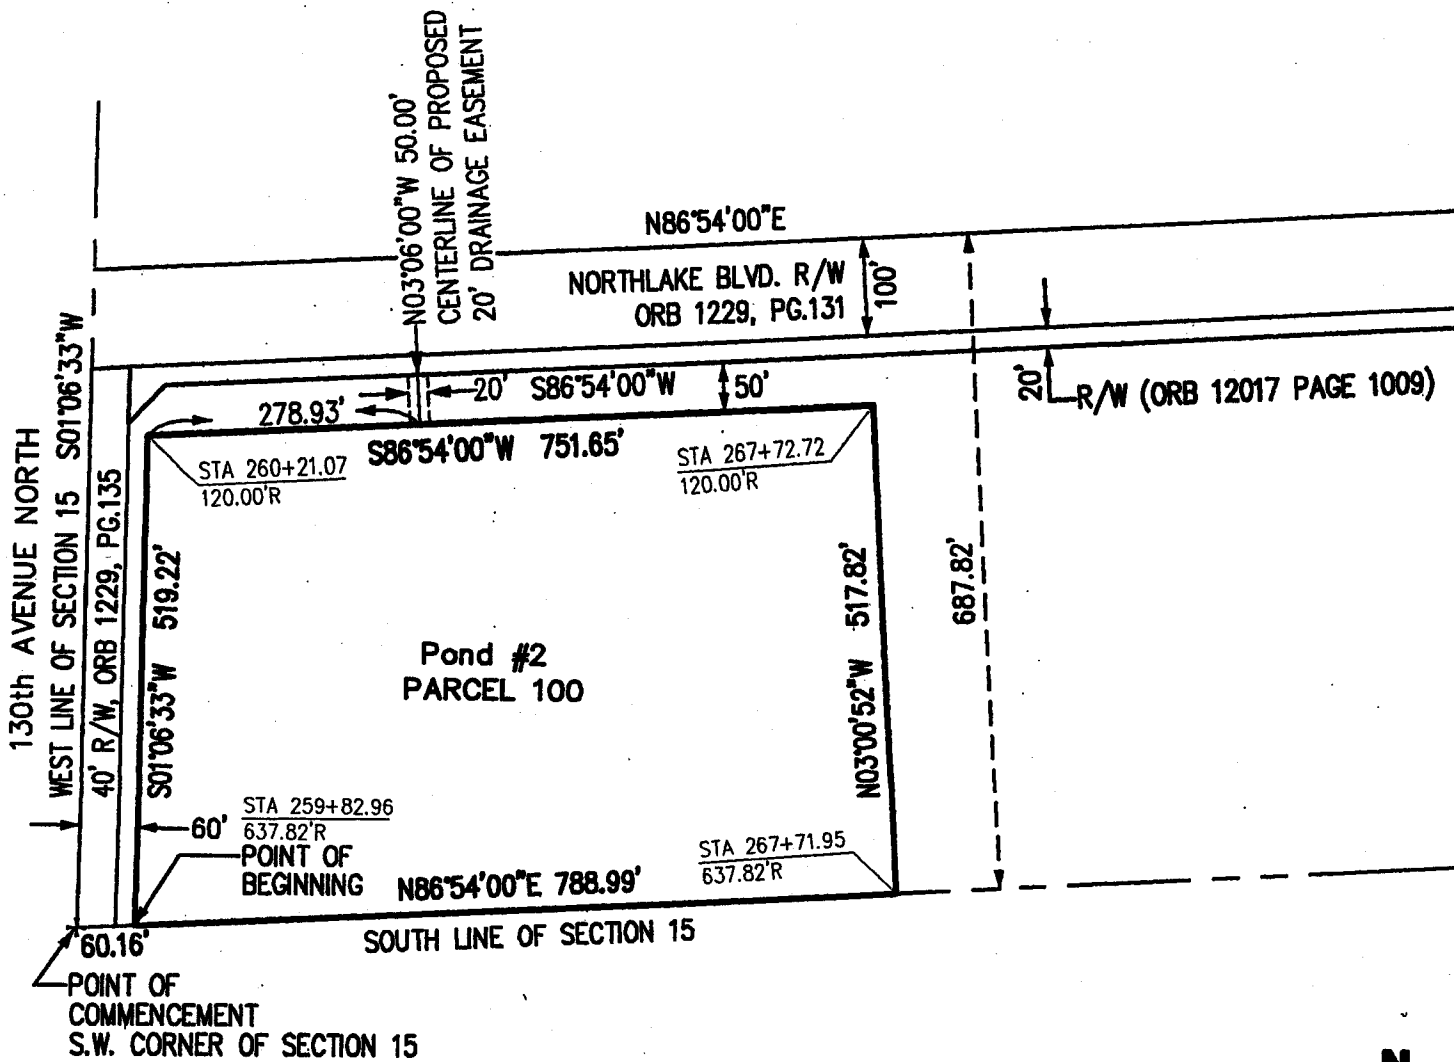 N03°06'00"W 50.00'
CENTERLINE OF PROPOSED
20' DRAINAGE EASEMENT
N86°54'00"E
NORTHLAKE BLVD. R/W
ORB 1229, PG.131
100'
20'
R/W (ORB 12017 PAGE 1009)
20'
S86°54'00"W
50'
278.93'
S86°54'00"W 751.65'
STA 260+21.07
120.00'R
STA 267+72.72
120.00'R
130th AVENUE NORTH
WEST LINE OF SECTION 15 S01°06'33"W
40' R/W, ORB 1229, PG.135
S01°06'33"W 519.22'
Pond #2
PARCEL 100
N03°00'52"W 517.82'
687.82'
STA 259+82.96
637.82'R
60'
POINT OF
BEGINNING
STA 267+71.95
637.82'R
N86°54'00"E 788.99'
60.16'
SOUTH LINE OF SECTION 15
POINT OF
COMMENCEMENT
S.W. CORNER OF SECTION 15